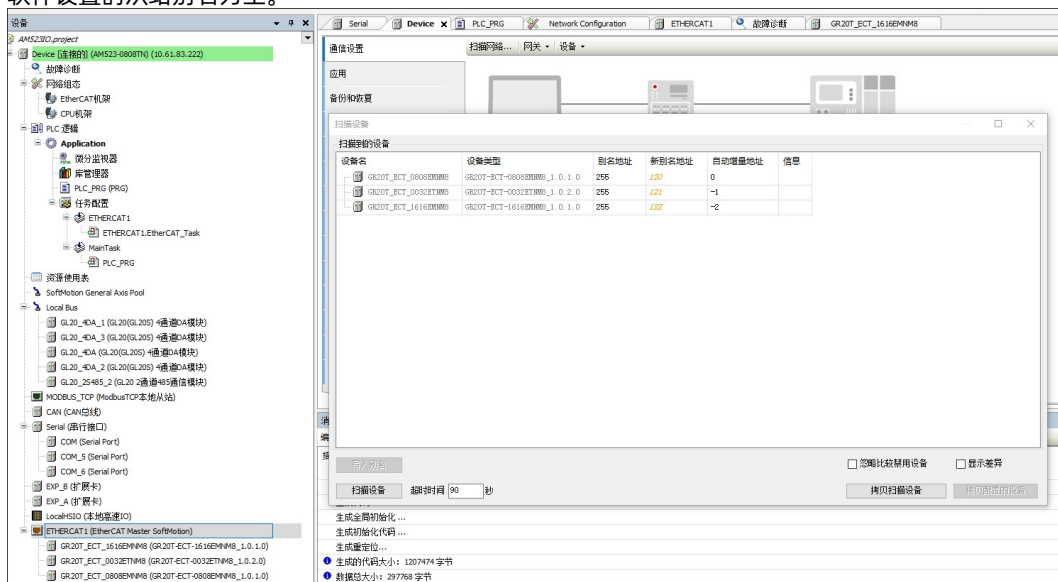 软件设置的从站别名为主。
设备
Serial
Device
PLC_PRG
Network Configuration
ETHERCAT1
故障诊断
GR20T_ECT_1616EMNM8
AM523IO.project
Device [连接的] (AM523-0808TN) (10.61.83.222)
故障诊断
网络组态
EtherCAT机架
CPU机架
PLC 逻辑
Application
微分监视器
库管理器
PLC_PRG (PRG)
任务配置
ETHERCAT1
ETHERCAT1.EtherCAT_Task
MainTask
PLC_PRG
资源使用表
SoftMotion General Axis Pool
Local Bus
GL20_4DA_1 (GL20(GL20S) 4通道DA模块)
GL20_4DA_3 (GL20(GL20S) 4通道DA模块)
GL20_4DA (GL20(GL20S) 4通道DA模块)
GL20_4DA_2 (GL20(GL20S) 4通道DA模块)
GL20_2S485_2 (GL20 2通道485通信模块)
MODBUS_TCP (ModbusTCP本地从站)
CAN (CAN总线)
Serial (串行接口)
COM (Serial Port)
COM_5 (Serial Port)
COM_6 (Serial Port)
EXP_B (扩展卡)
EXP_A (扩展卡)
LocalHSIO (本地高速IO)
ETHERCAT1 (EtherCAT Master SoftMotion)
GR20T_ECT_1616EMNM8 (GR20T-ECT-1616EMNM8_1.0.1.0)
GR20T_ECT_0032ETNM8 (GR20T-ECT-0032ETNM8_1.0.2.0)
GR20T_ECT_0808EMNM8 (GR20T-ECT-0808EMNM8_1.0.1.0)
通信设置
扫描网络... 网关 设备
应用
备份和恢复
扫描设备
扫描到的设备
设备名 设备类型 别名地址 新别名地址 自动增量地址 信息
GR20T_ECT_0808EMNM8 GR20T-ECT-0808EMNM8_1.0.1.0 255 120 0
GR20T_ECT_0032ETNM8 GR20T-ECT-0032ETNM8_1.0.2.0 255 121 -1
GR20T_ECT_1616EMNM8 GR20T-ECT-1616EMNM8_1.0.1.0 255 122 -2
写入别名
忽略比较禁用设备 显示差异
扫描设备 超时时间 90 秒
拷贝扫描设备 拷贝配置的设备
生成全局初始化 ...
生成初始化代码 ...
生成重定位...
生成的代码大小: 1207474 字节
数据总大小: 297768 字节